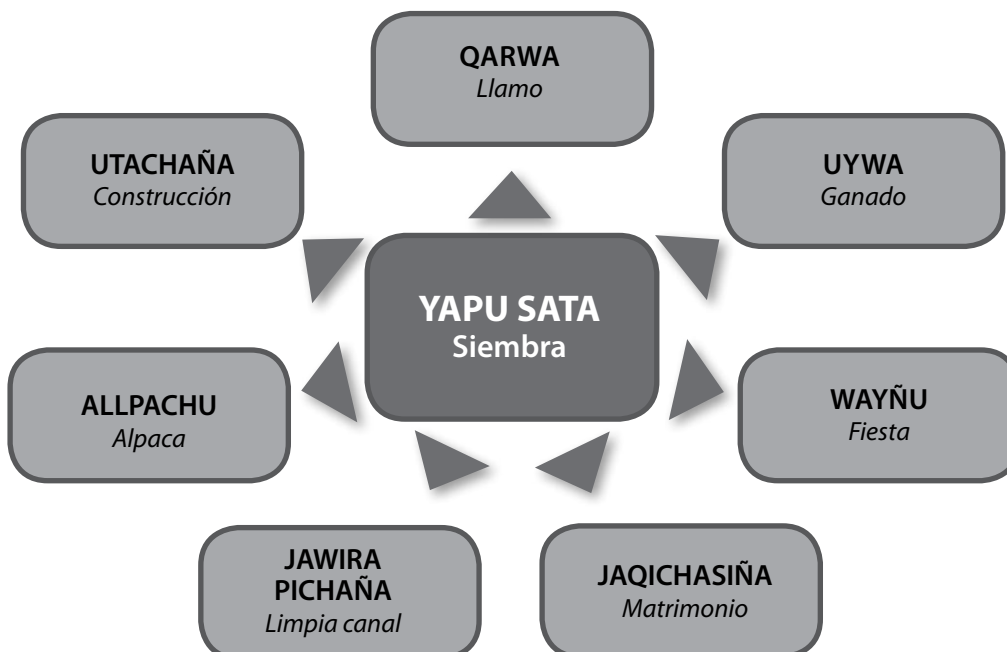 QARWA
Llamo
UTACHAÑA
Construcción
UYWA
Ganado
YAPU SATA
Siembra
ALLPACHU
Alpaca
WAYÑU
Fiesta
JAWIRA
PICHAÑA
Limpia canal
JAQICHASIÑA
Matrimonio